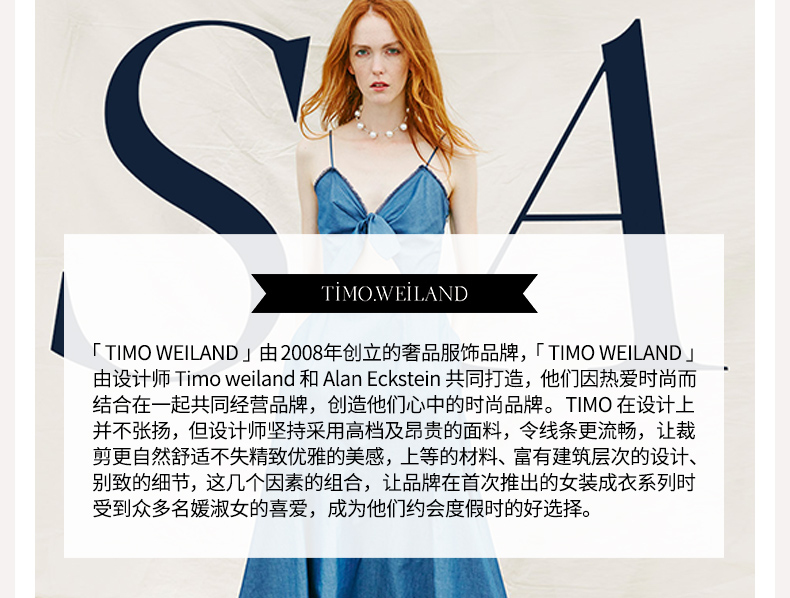 SA
TIMO.WEILAND
「 TIMO WEILAND 」由2008年创立的奢品服饰品牌，「 TIMO WEILAND 」
由设计师 Timo weiland 和 Alan Eckstein 共同打造，他们因热爱时尚而
结合在一起共同经营品牌，创造他们心中的时尚品牌。TIMO 在设计上
并不张扬，但设计师坚持采用高档及昂贵的面料，令线条更流畅，让裁
剪更自然舒适不失精致优雅的美感，上等的材料、富有建筑层次的设计、
别致的细节，这几个因素的组合，让品牌在首次推出的女装成衣系列时
受到众多名媛淑女的喜爱，成为他们约会度假时的好选择。